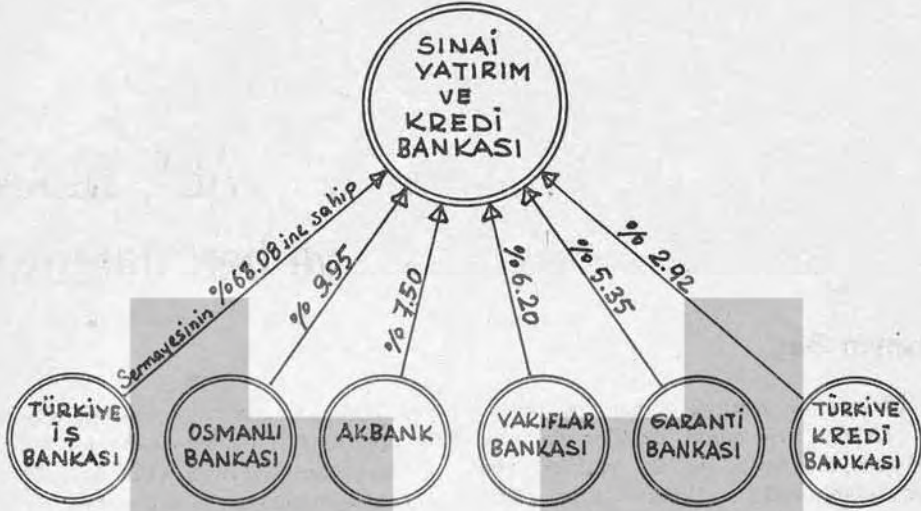 SINAİ
YATIRIM
VE
KREDİ
BANKASI
Sermayesinin %68.08 ine sahip
% 9.95
% 7.50
% 6.20
% 5.35
% 2.92
TÜRKİYE
İŞ
BANKASI
OSMANLI
BANKASI
AKBANK
VAKIFLAR
BANKASI
GARANTİ
BANKASI
TÜRKİYE
KREDİ
BANKASI